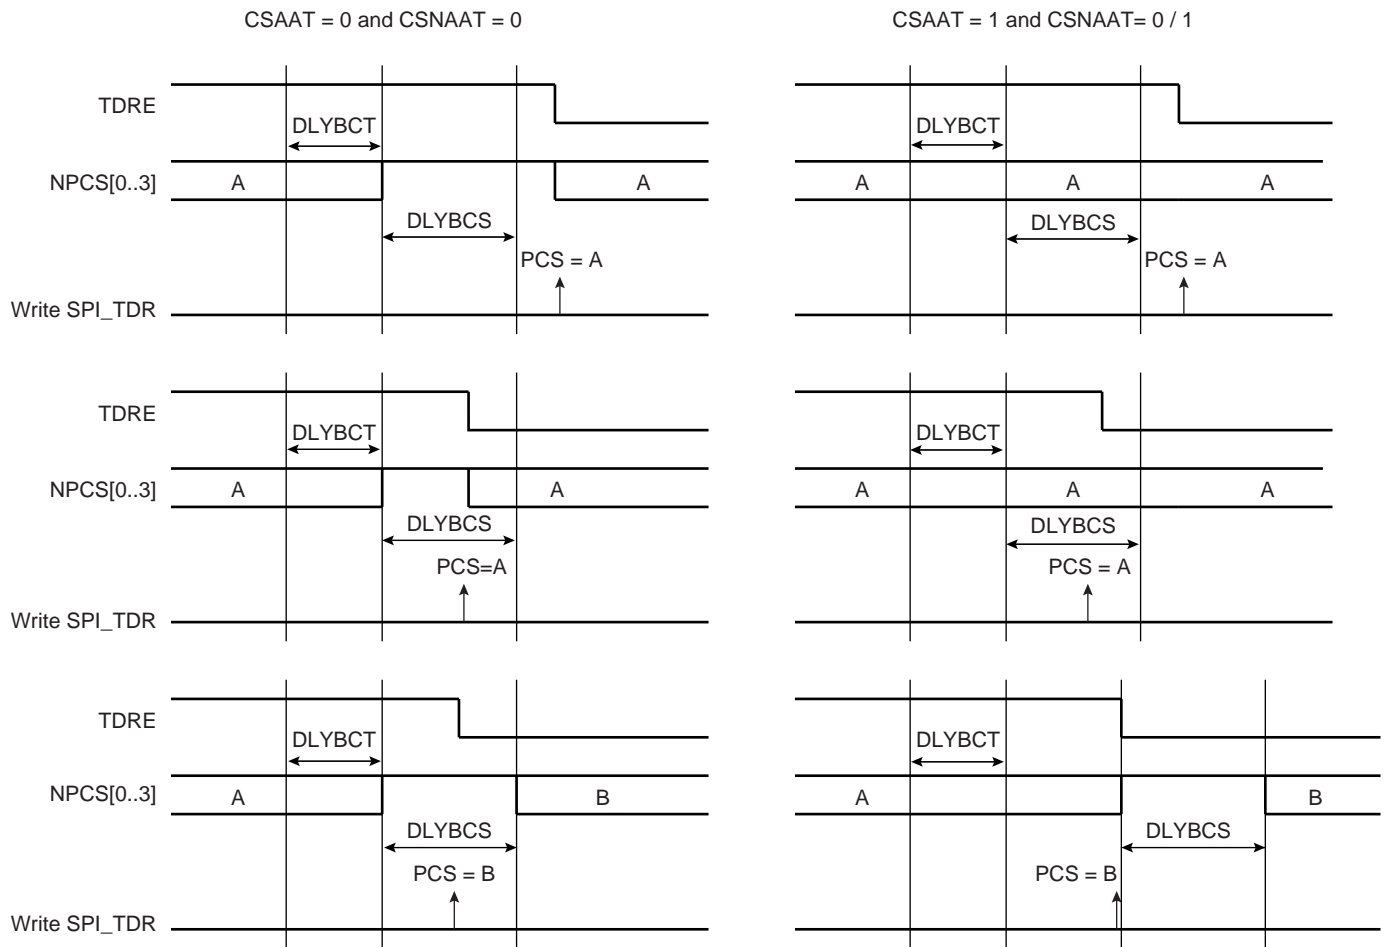 CSAAT = 0 and CSNAAT = 0
CSAAT = 1 and CSNAAT= 0 / 1
TDRE
DLYBCT
DLYBCT
NPCS[0..3]
A
A
A
A
A
DLYBCS
DLYBCS
PCS = A
PCS = A
Write SPI_TDR
TDRE
DLYBCT
DLYBCT
NPCS[0..3]
A
A
A
A
A
DLYBCS
DLYBCS
PCS=A
PCS = A
Write SPI_TDR
TDRE
DLYBCT
DLYBCT
NPCS[0..3]
A
B
A
B
DLYBCS
DLYBCS
PCS = B
PCS = B
Write SPI_TDR